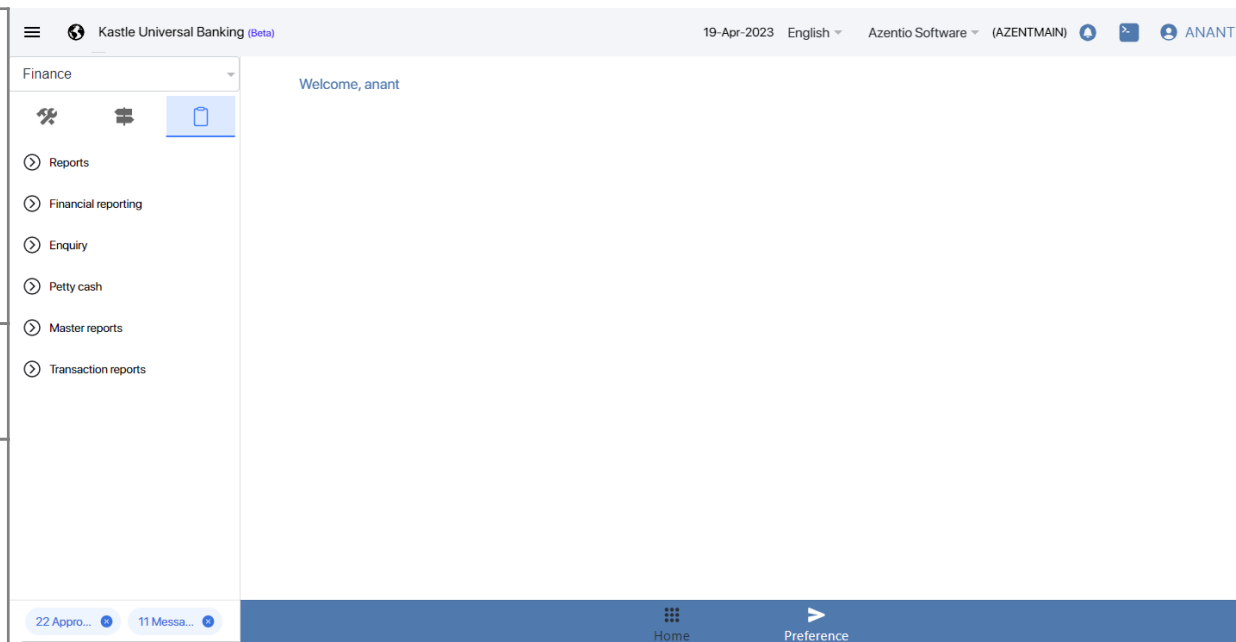 Kastle Universal Banking (Beta)
19-Apr-2023 English Azentio Software (AZENTMAIN) ANANT
Finance
Welcome, anant
Reports
Financial reporting
Enquiry
Petty cash
Master reports
Transaction reports
22 Appro... 11 Messa...
Home Preference